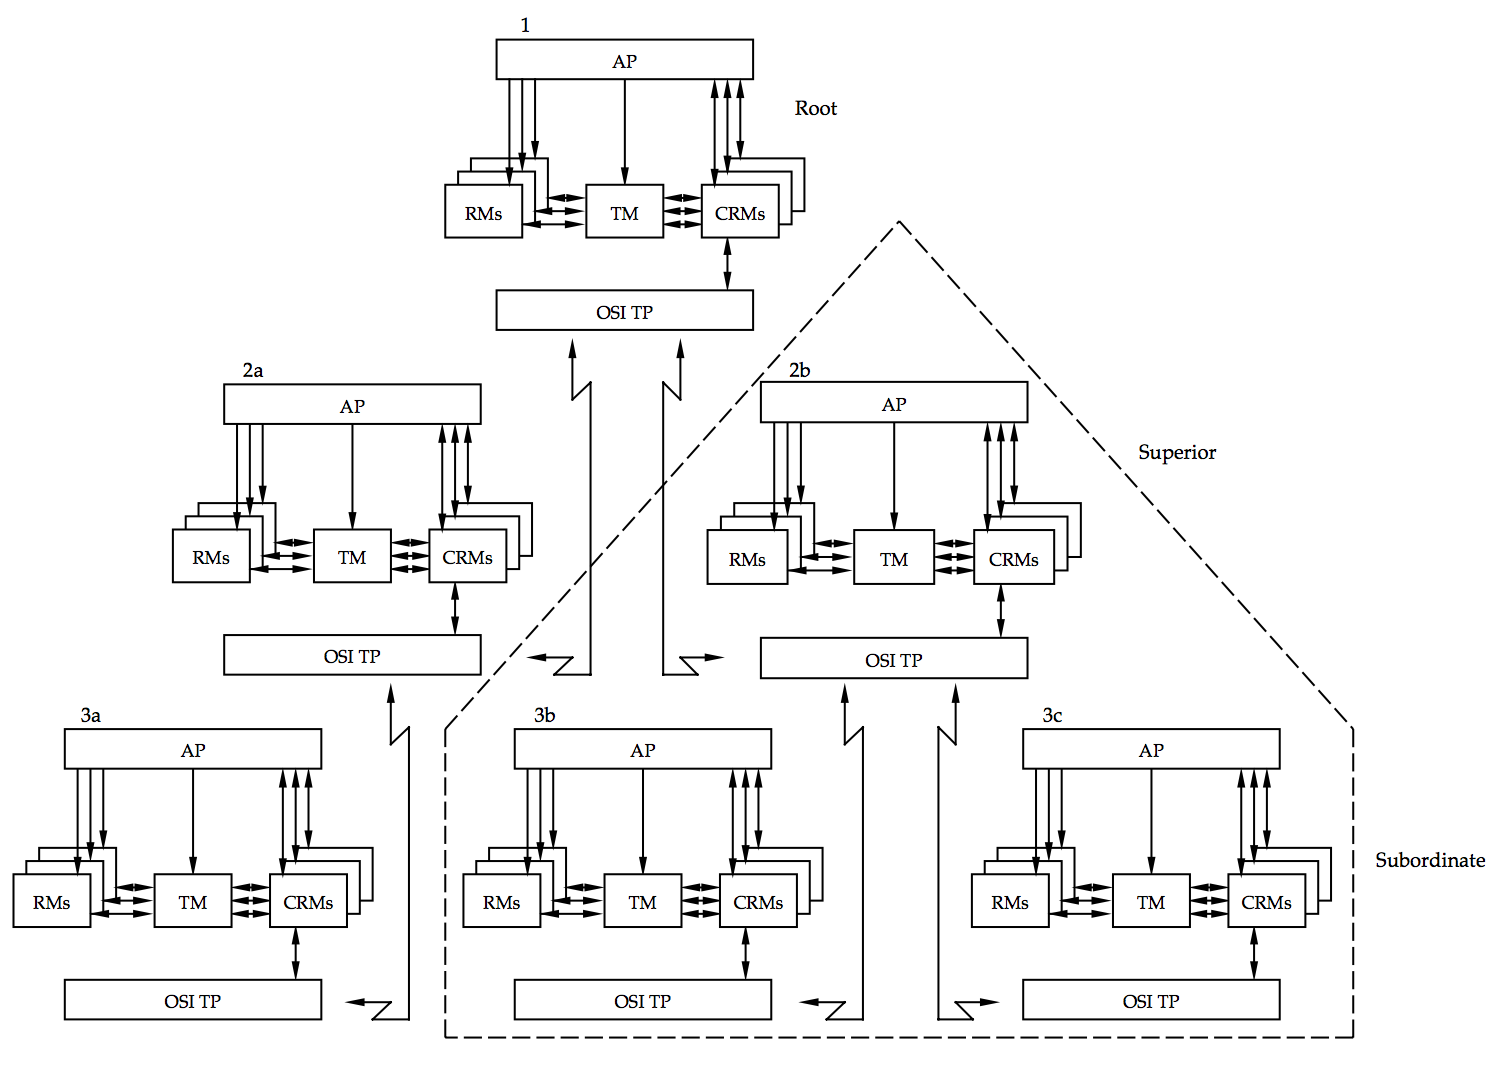 1
AP
Root
RMs TM CRMs
OSI TP
2a 2b
AP AP
Superior
RMs TM CRMs RMs TM CRMs
OSI TP OSI TP
3a 3b 3c
AP AP AP
Subordinate
RMs TM CRMs RMs TM CRMs RMs TM CRMs
OSI TP OSI TP OSI TP